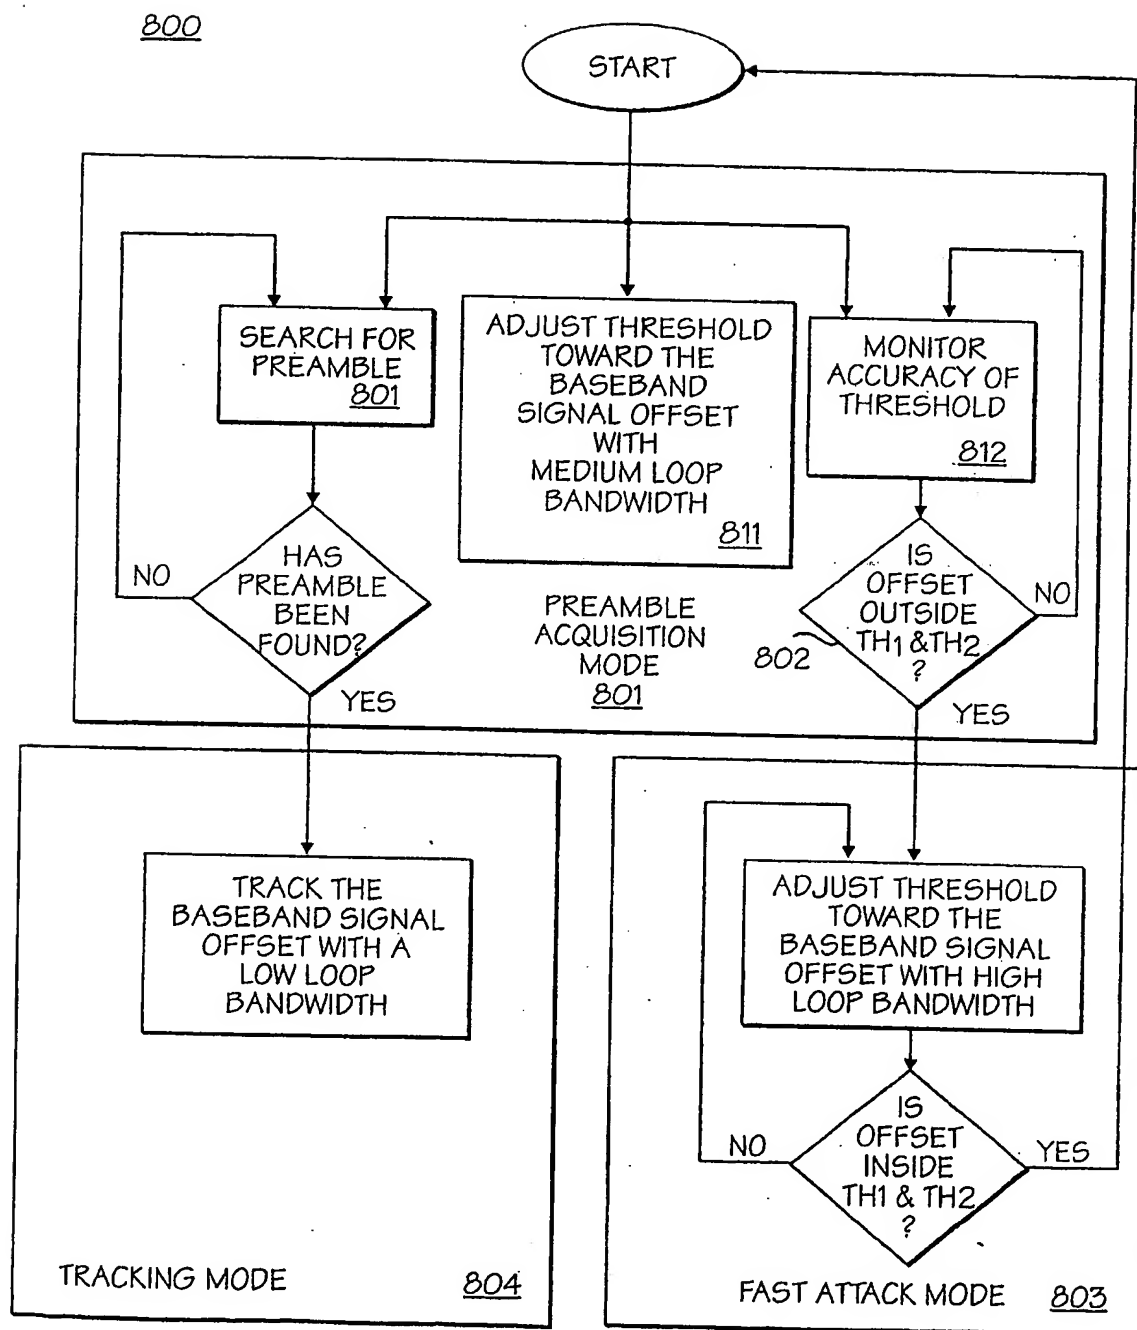 800
START
SEARCH FOR
PREAMBLE
801
ADJUST THRESHOLD
TOWARD THE
BASEBAND
SIGNAL OFFSET
WITH
MEDIUM LOOP
BANDWIDTH
811
MONITOR
ACCURACY OF
THRESHOLD
812
HAS
PREAMBLE
BEEN
FOUND?
NO
YES
PREAMBLE
ACQUISITION
MODE
801
IS
OFFSET
OUTSIDE
TH1 & TH2
?
802
NO
YES
TRACK THE
BASEBAND SIGNAL
OFFSET WITH A
LOW LOOP
BANDWIDTH
TRACKING MODE
804
ADJUST THRESHOLD
TOWARD THE
BASEBAND SIGNAL
OFFSET WITH HIGH
LOOP BANDWIDTH
IS
OFFSET
INSIDE
TH1 & TH2
?
NO
YES
FAST ATTACK MODE
803